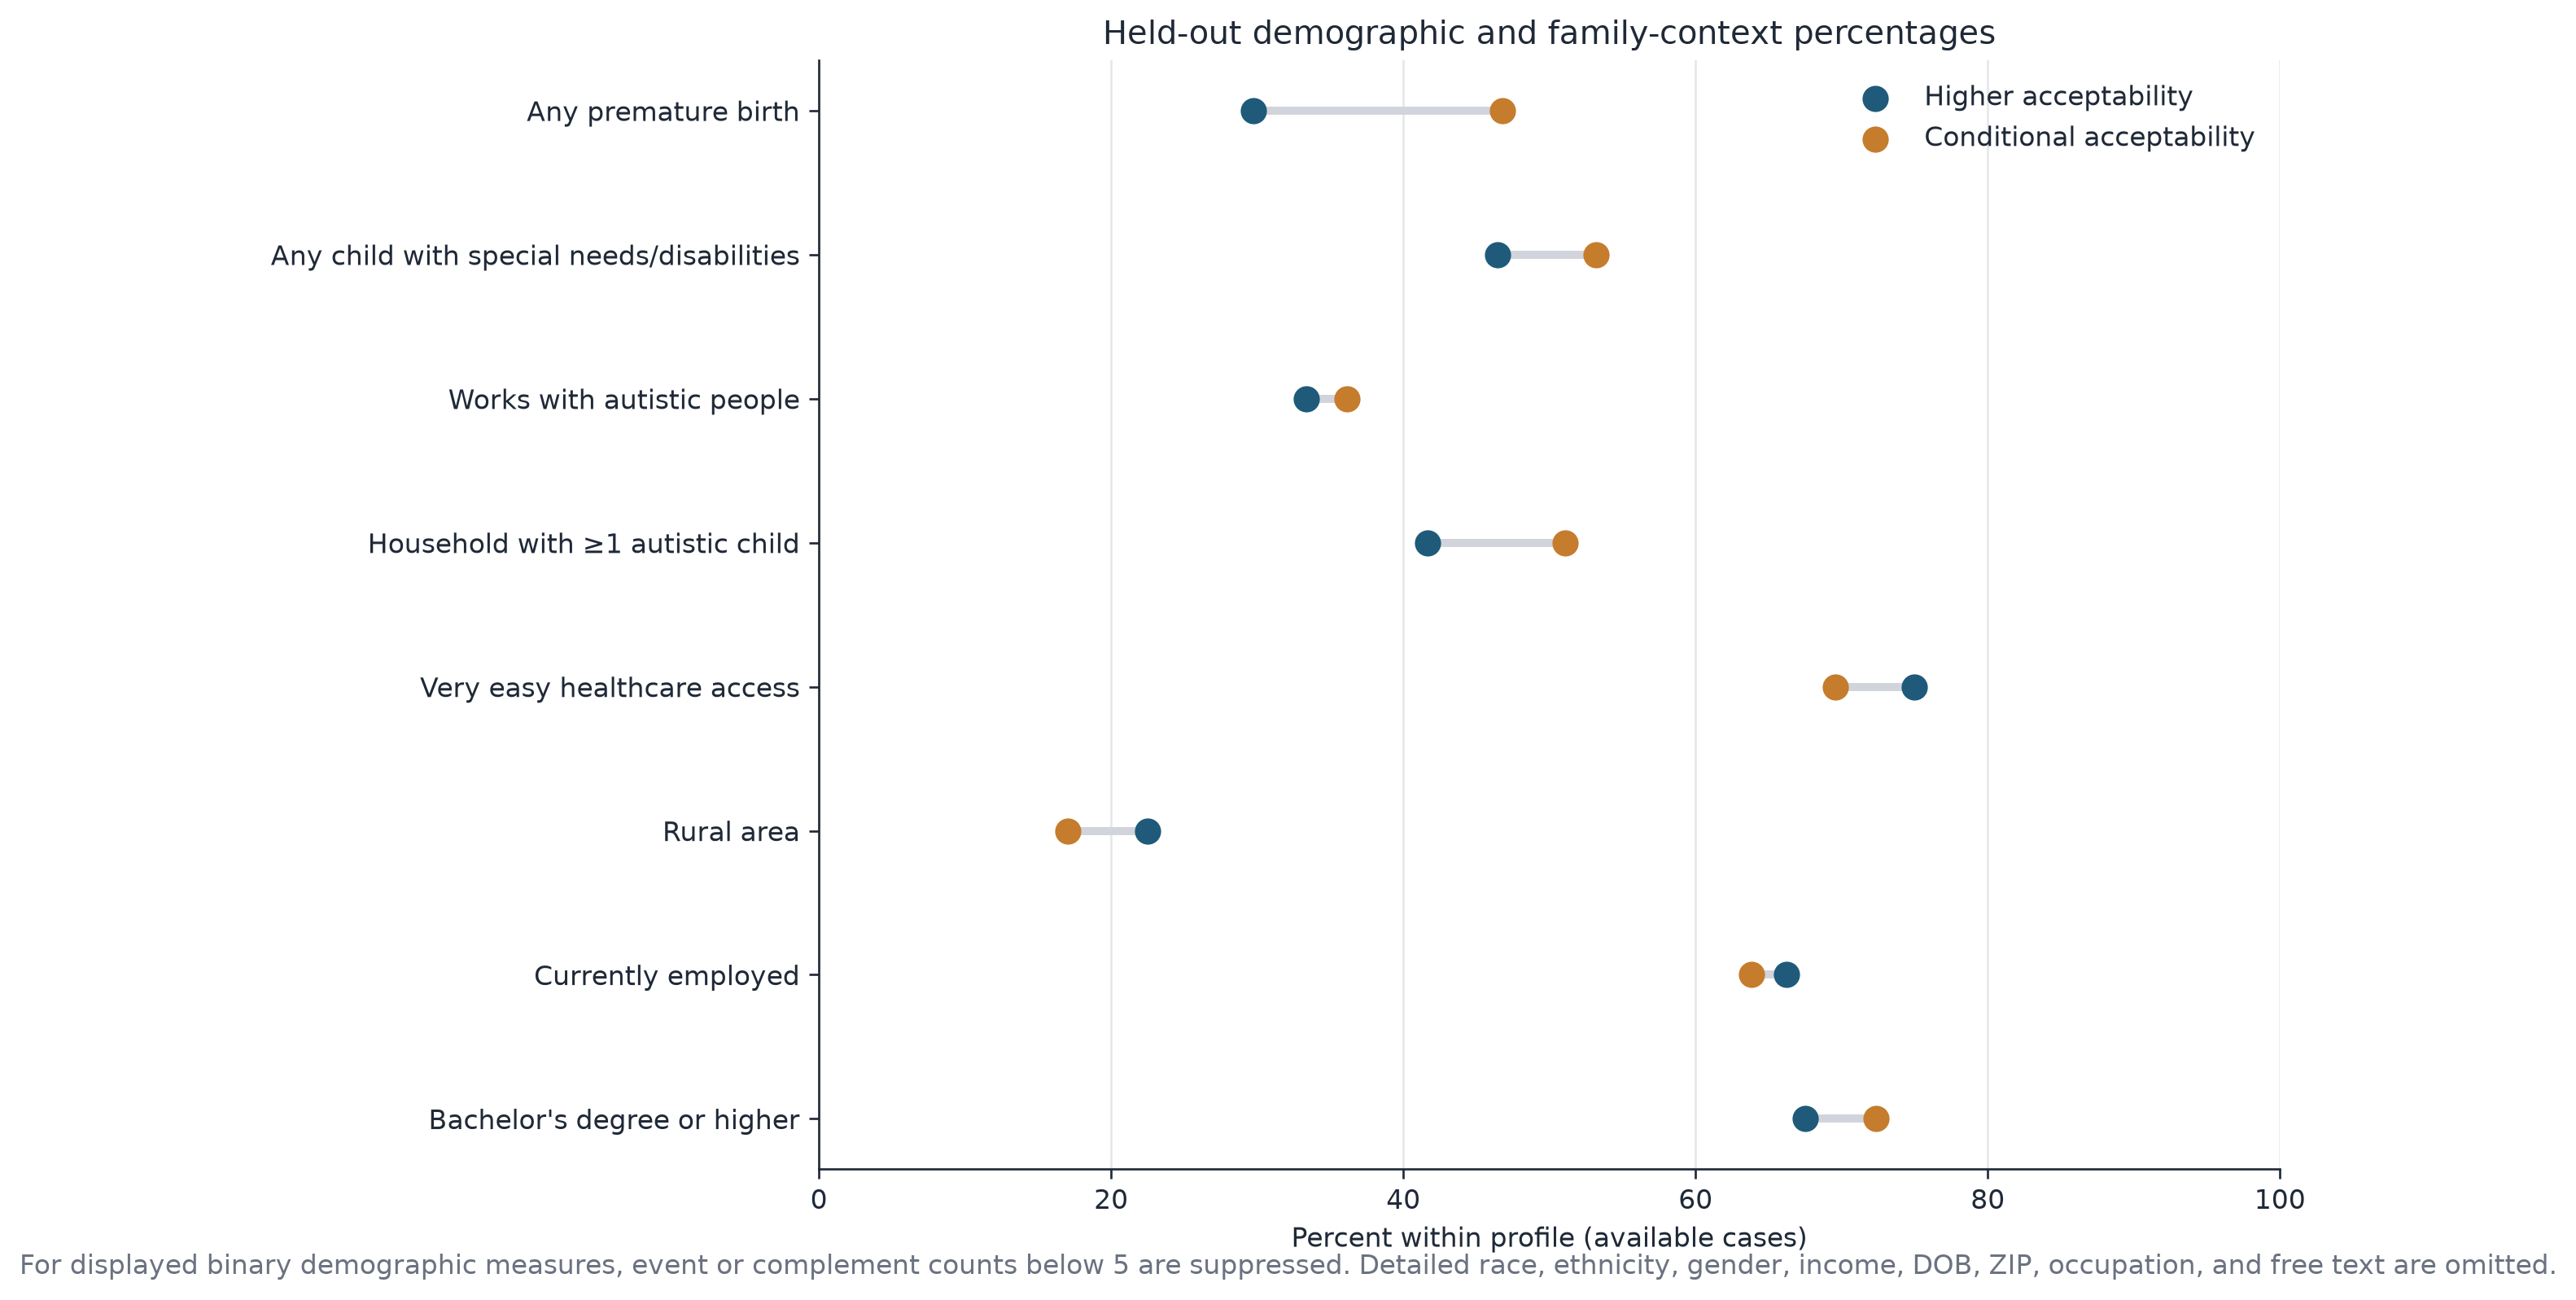 Held-out demographic and family-context percentages
Higher acceptability
Conditional acceptability
Any premature birth
Any child with special needs/disabilities
Works with autistic people
Household with ≥1 autistic child
Very easy healthcare access
Rural area
Currently employed
Bachelor's degree or higher
0 20 40 60 80 100
Percent within profile (available cases)
For displayed binary demographic measures, event or complement counts below 5 are suppressed. Detailed race, ethnicity, gender, income, DOB, ZIP, occupation, and free text are omitted.